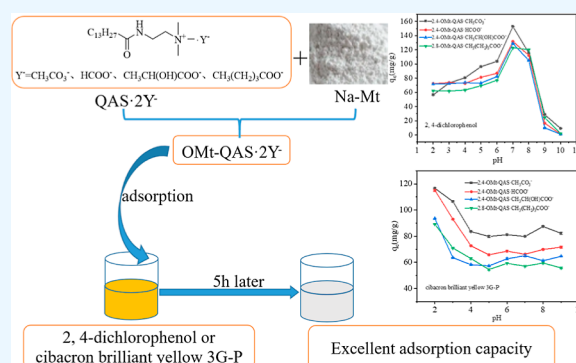 C₁₃H₂₇
H
N
O
N⁺
·Y⁻
Y⁻=CH₃CO₃⁻、HCOO⁻、CH₃CH(OH)COO⁻、CH₃(CH₂)₃COO⁻
QAS·2Y⁻
+
Na-Mt
OMt-QAS·2Y⁻
adsorption
5h later
2, 4-dichlorophenol or
cibacron brilliant yellow 3G-P
Excellent adsorption capacity
160
140
120
100
80
60
40
20
0
qₑ(mg/g)
2.4-OMt-QAS CH₃CO₃⁻
2.4-OMt-QAS HCOO⁻
2.4-OMt-QAS CH₃CH(OH)COO⁻
2.8-OMt-QAS CH₃(CH₂)₃COO⁻
2, 4-dichlorophenol
1 2 3 4 5 6 7 8 9 10
pH
120
100
80
60
40
qₑ(mg/g)
2.4-OMt-QAS CH₃CO₃⁻
2.4-OMt-QAS HCOO⁻
2.4-OMt-QAS CH₃CH(OH)COO⁻
2.8-OMt-QAS CH₃(CH₂)₃COO⁻
cibacron brilliant yellow 3G-P
2 4 6 8
pH